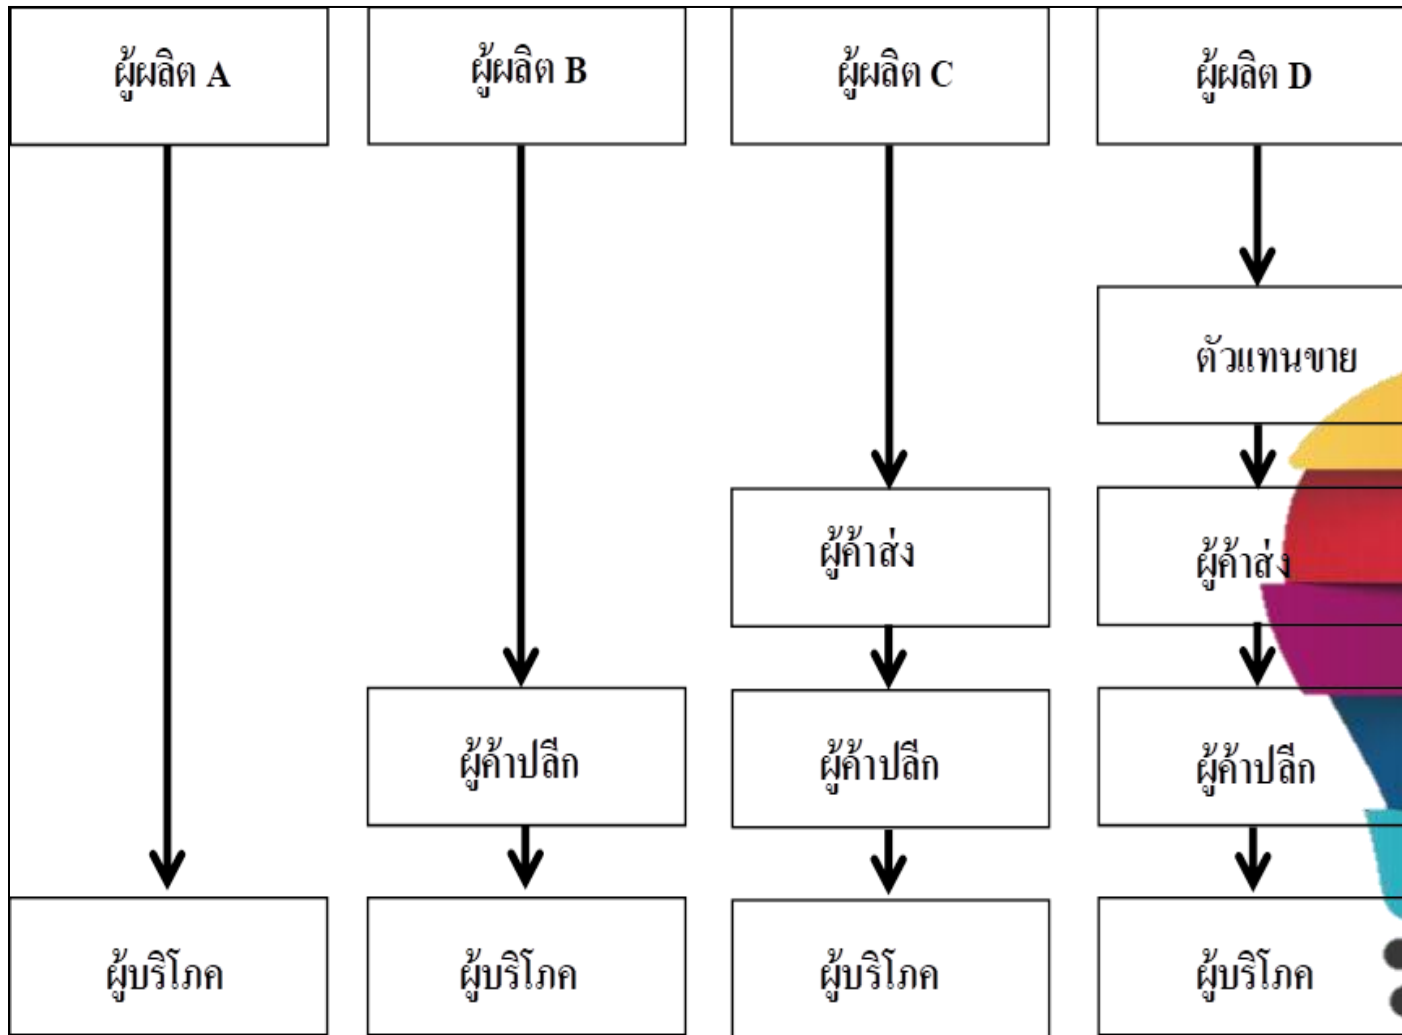 ผู้ผลิต A
ผู้ผลิต B
ผู้ผลิต C
ผู้ผลิต D
ตัวแทนขาย
ผู้ค้าส่ง
ผู้ค้าส่ง
ผู้ค้าปลีก
ผู้ค้าปลีก
ผู้ค้าปลีก
ผู้บริโภค
ผู้บริโภค
ผู้บริโภค
ผู้บริโภค